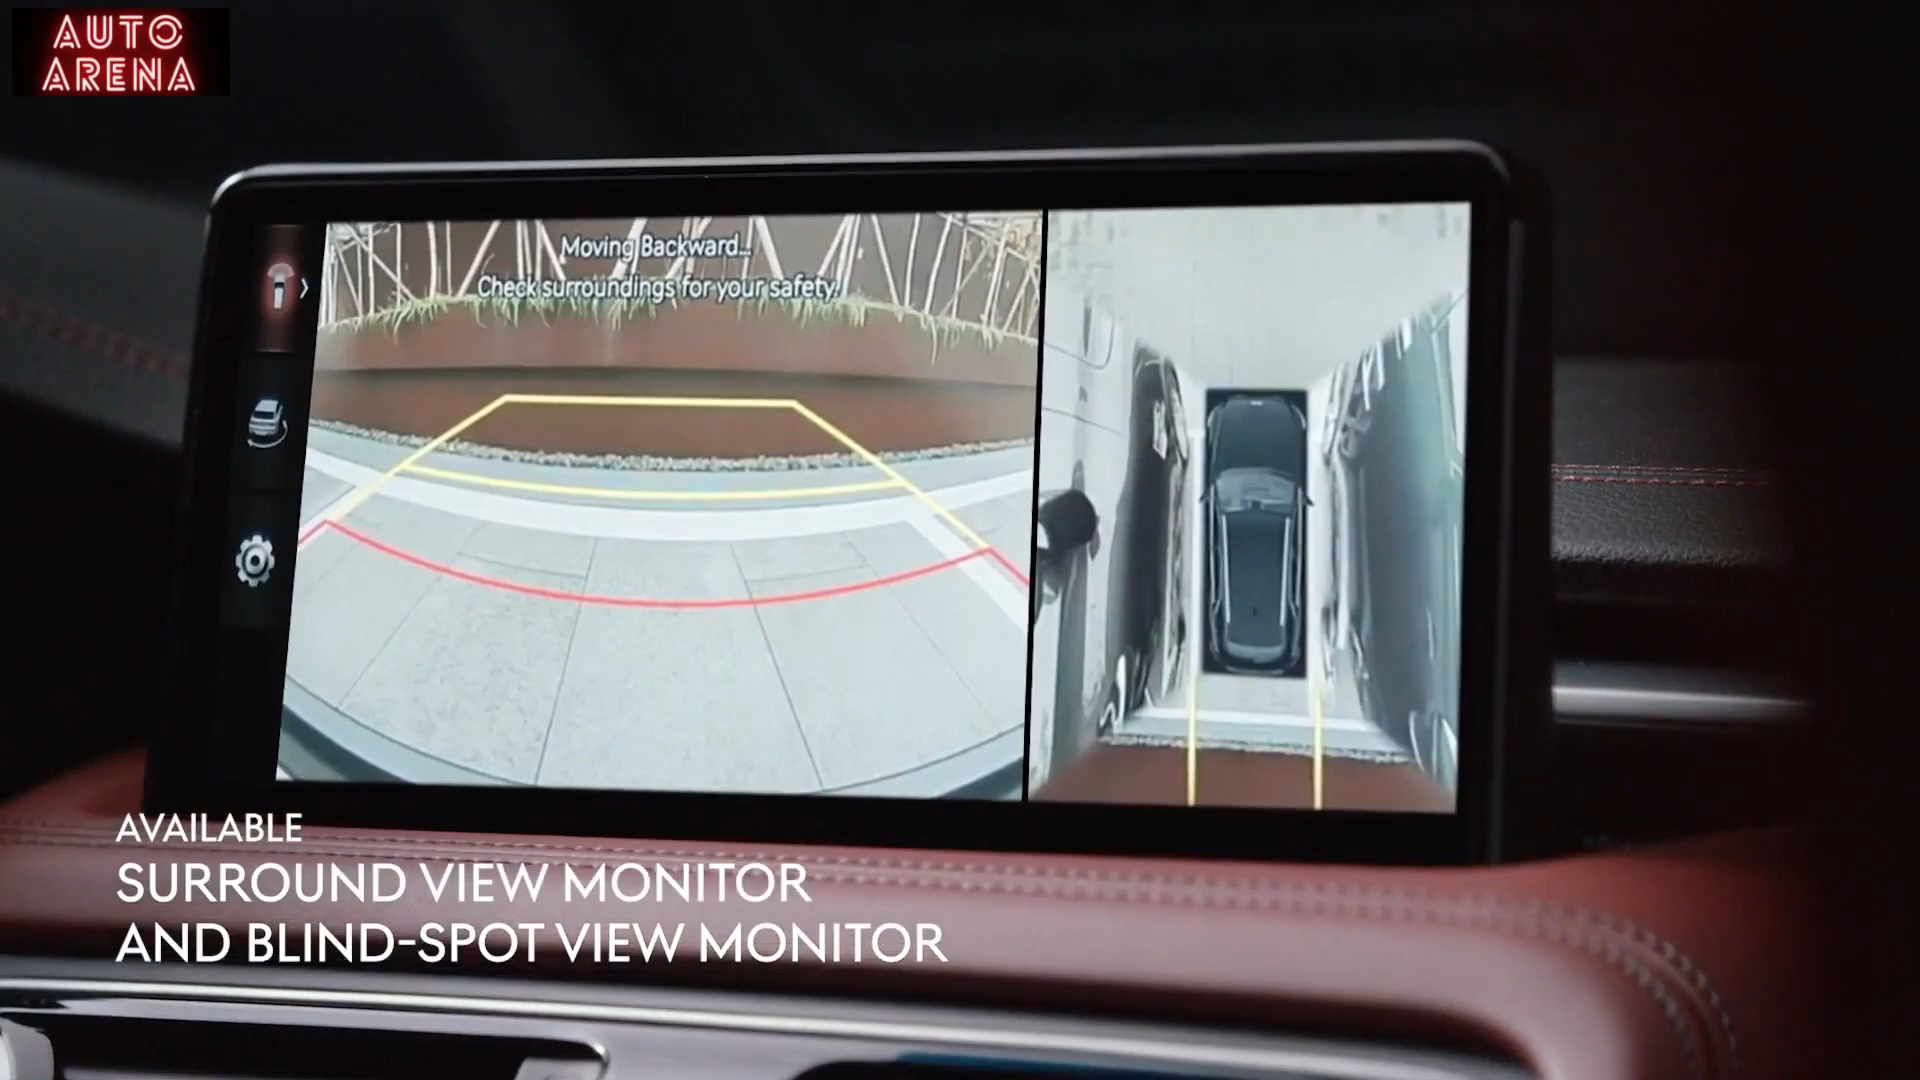 AUTO
ARENA
Moving Backward...
Check surroundings for your safety.
AVAILABLE
SURROUND VIEW MONITOR
AND BLIND-SPOT VIEW MONITOR